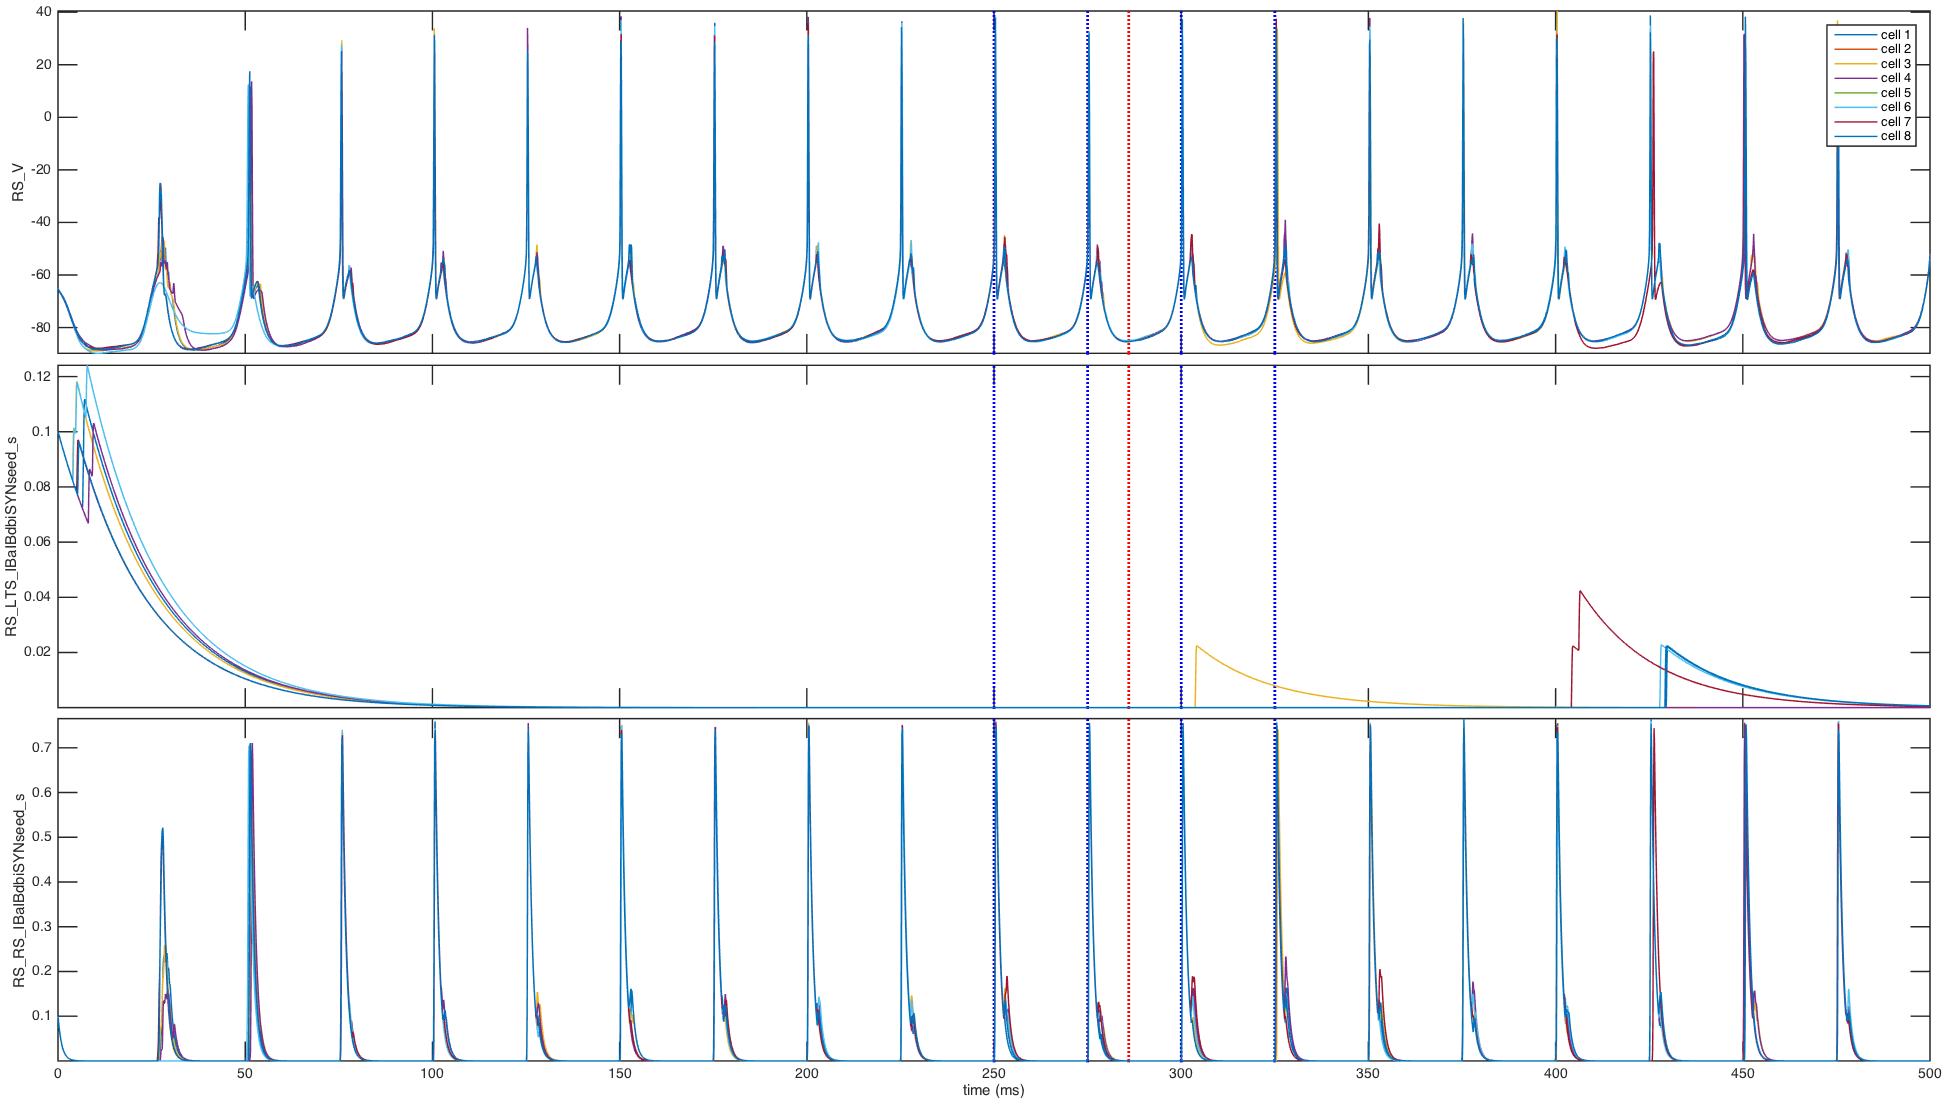 RS_V
40
20
0
-20
-40
-60
-80
cell 1
cell 2
cell 3
cell 4
cell 5
cell 6
cell 7
cell 8
RS_LTS_IBaIBdbiSYNseed_s
0.12
0.1
0.08
0.06
0.04
0.02
RS_RS_IBaIBdbiSYNseed_s
0.7
0.6
0.5
0.4
0.3
0.2
0.1
0 50 100 150 200 250 300 350 400 450 500
time (ms)